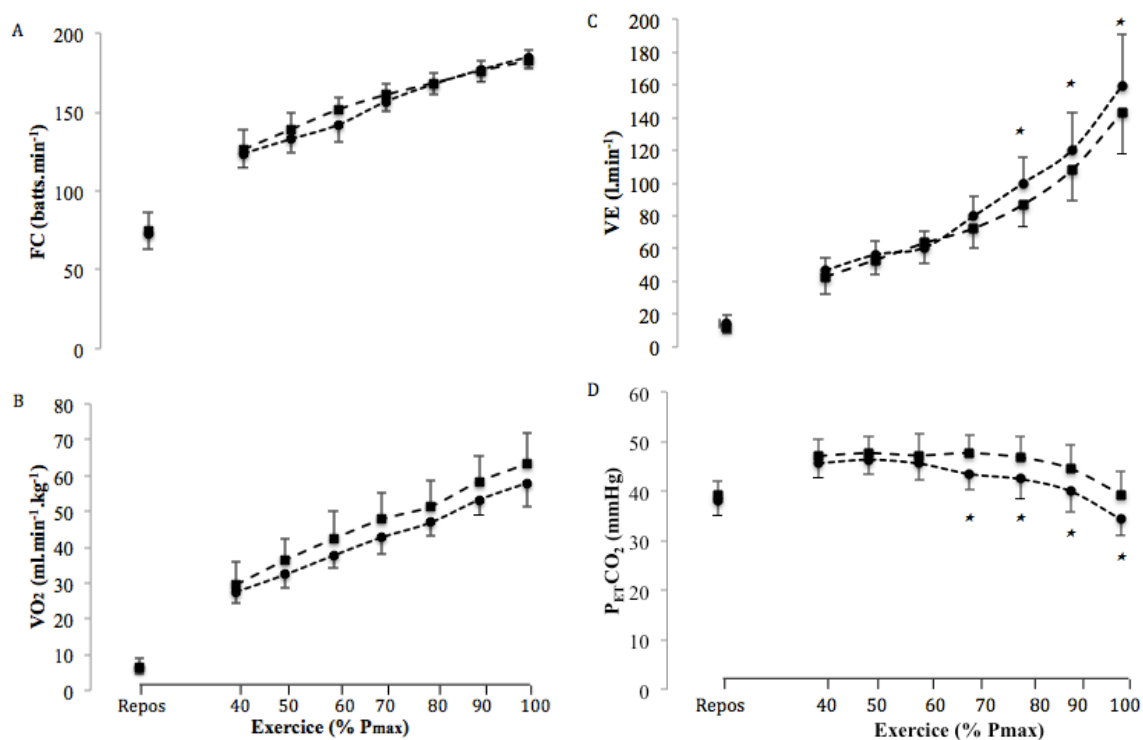 A
FC (batts.min⁻¹)
200
150
100
50
0
B
VO₂ (ml.min⁻¹.kg⁻¹)
80
70
60
50
40
30
20
10
0
Repos 40 50 60 70 80 90 100
Exercice (% Pmax)
C
VE (l.min⁻¹)
200
180
160
140
120
100
80
60
40
20
0
D
P_ETCO₂ (mmHg)
60
50
40
30
20
10
0
Repos 40 50 60 70 80 90 100
Exercice (% Pmax)